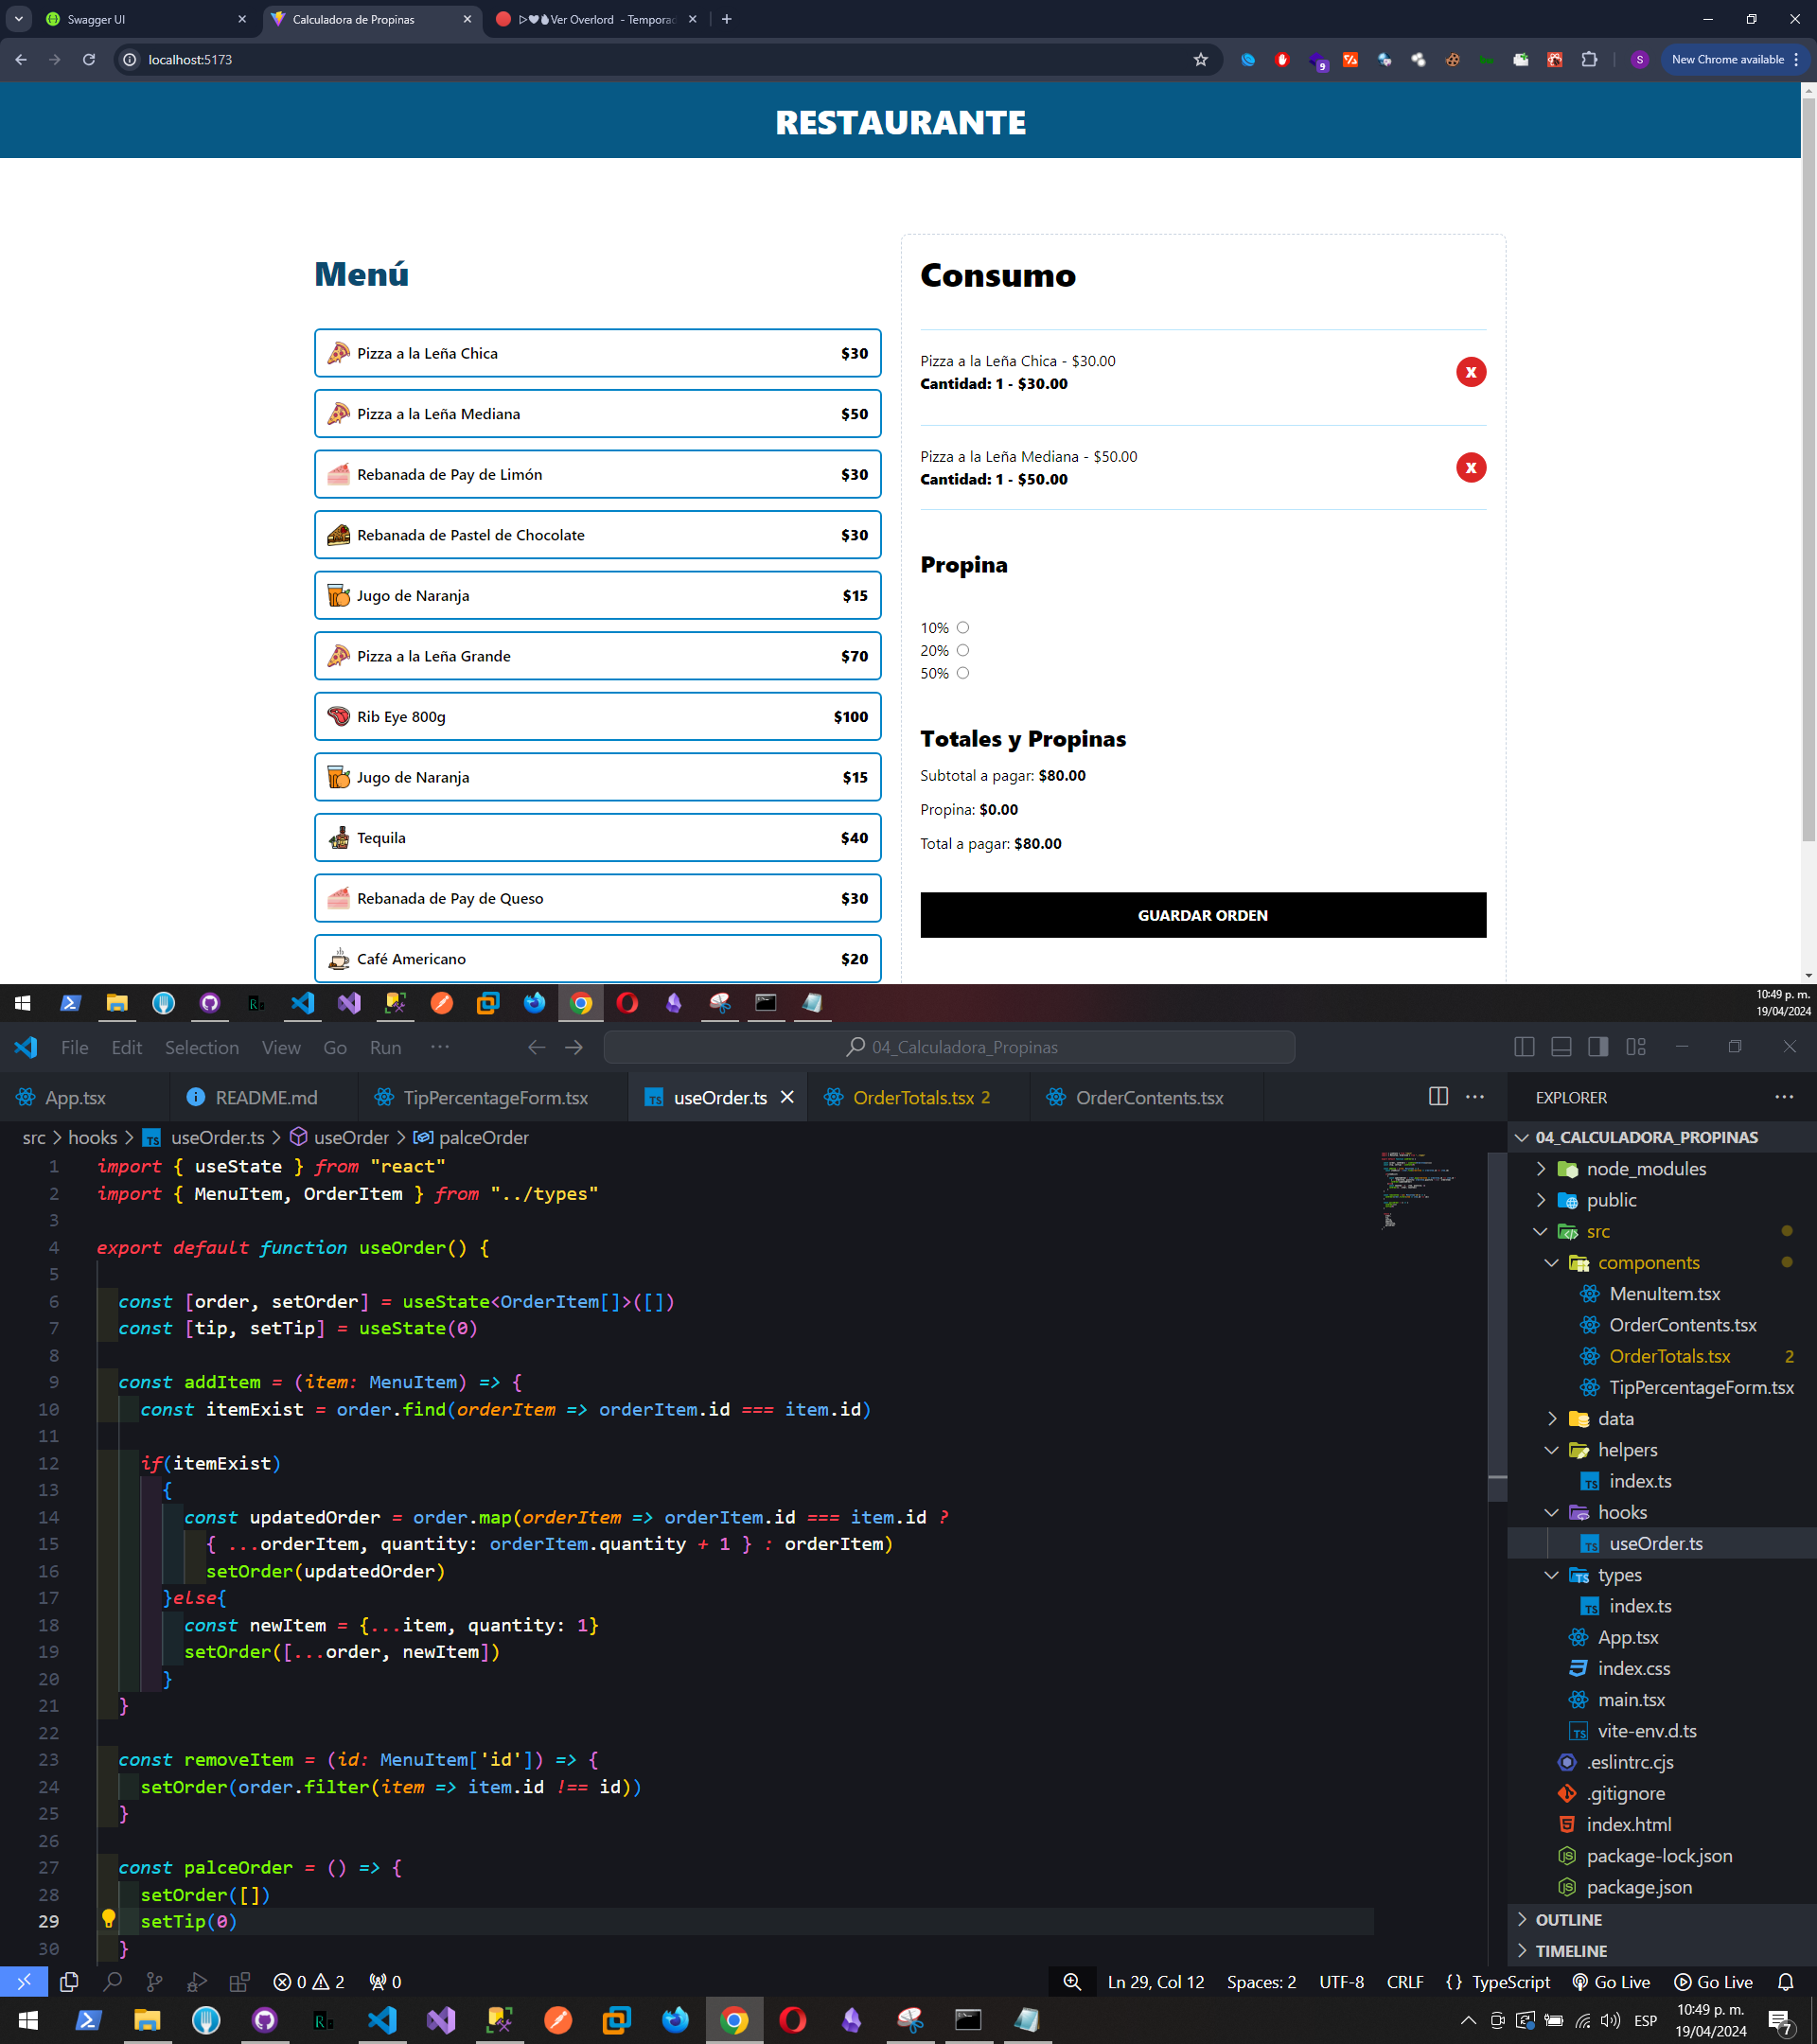 Swagger UI
Calculadora de Propinas
Ver Overlord - Tempora
localhost:5173
9
S
New Chrome available
RESTAURANTE
Menú
Pizza a la Leña Chica $30
Pizza a la Leña Mediana $50
Rebanada de Pay de Limón $30
Rebanada de Pastel de Chocolate $30
Jugo de Naranja $15
Pizza a la Leña Grande $70
Rib Eye 800g $100
Jugo de Naranja $15
Tequila $40
Rebanada de Pay de Queso $30
Café Americano $20
Consumo
Pizza a la Leña Chica - $30.00
Cantidad: 1 - $30.00
X
Pizza a la Leña Mediana - $50.00
Cantidad: 1 - $50.00
X
Propina
10%
20%
50%
Totales y Propinas
Subtotal a pagar: $80.00
Propina: $0.00
Total a pagar: $80.00
GUARDAR ORDEN
10:49 p. m.
19/04/2024
File Edit Selection View Go Run ···
04_Calculadora_Propinas
App.tsx
README.md
TipPercentageForm.tsx
useOrder.ts
OrderTotals.tsx 2
OrderContents.tsx
src > hooks > TS useOrder.ts > useOrder > palceOrder
1 import { useState } from "react"
2 import { MenuItem, OrderItem } from "../types"
3
4 export default function useOrder() {
5
6 const [order, setOrder] = useState<OrderItem[]>([])
7 const [tip, setTip] = useState(0)
8
9 const addItem = (item: MenuItem) => {
10 const itemExist = order.find(orderItem => orderItem.id === item.id)
11
12 if(itemExist)
13 {
14 const updatedOrder = order.map(orderItem => orderItem.id === item.id ?
15 { ...orderItem, quantity: orderItem.quantity + 1 } : orderItem)
16 setOrder(updatedOrder)
17 }else{
18 const newItem = {...item, quantity: 1}
19 setOrder([...order, newItem])
20 }
21 }
22
23 const removeItem = (id: MenuItem['id']) => {
24 setOrder(order.filter(item => item.id !== id))
25 }
26
27 const palceOrder = () => {
28 setOrder([])
29 setTip(0)
30 }
EXPLORER
04_CALCULADORA_PROPINAS
node_modules
public
src
components
MenuItem.tsx
OrderContents.tsx
OrderTotals.tsx 2
TipPercentageForm.tsx
data
helpers
TS index.ts
hooks
TS useOrder.ts
types
TS index.ts
App.tsx
index.css
main.tsx
TS vite-env.d.ts
.eslintrc.cjs
.gitignore
index.html
package-lock.json
package.json
OUTLINE
TIMELINE
0 2 0
Ln 29, Col 12 Spaces: 2 UTF-8 CRLF {} TypeScript Go Live Go Live
ESP
10:49 p. m.
19/04/2024
7